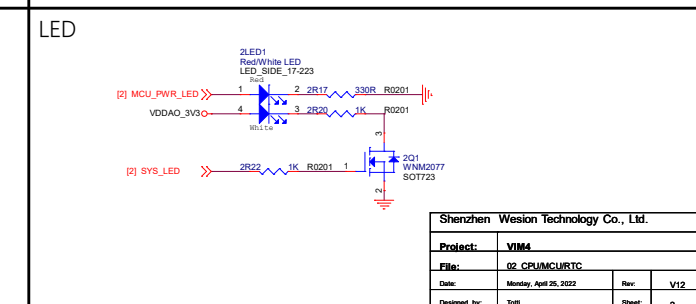 LED
2LED1
Red/White LED
LED_SIDE_17-223
Red
[2] MCU_PWR_LED 1 2 2R17 330R R0201
VDDAO_3V3 4 3 2R20 1K R0201
White
3
[2] SYS_LED 2R22 1K R0201 1
2Q1
WNM2077
SOT723
2
Shenzhen Wesion Technology Co., Ltd.
Project: VIM4
File: 02_CPU/MCU/RTC
Date: Monday, April 25, 2022 Rev: V12
Designed by: Totti Sheet: